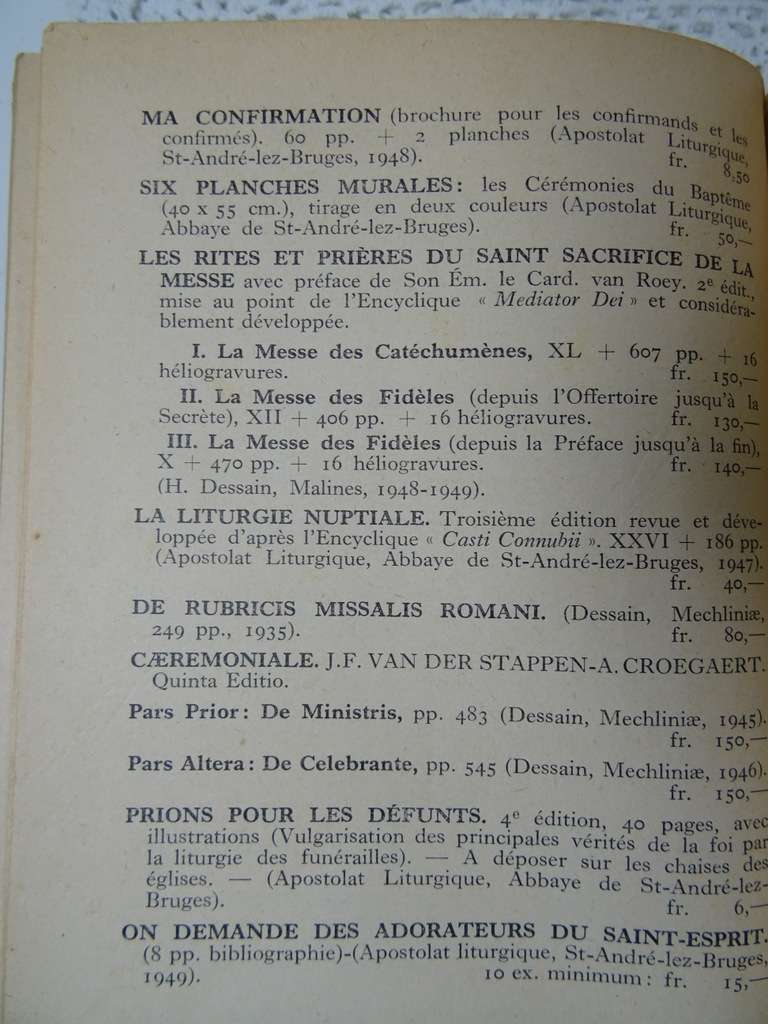 MA CONFIRMATION (brochure pour les confirmands et les
confirmés). 60 pp. + 2 planches (Apostolat Liturgique,
St-André-lez-Bruges, 1948). fr. 8,50
SIX PLANCHES MURALES: les Cérémonies du Baptême
(40 x 55 cm.), tirage en deux couleurs (Apostolat Liturgique,
Abbaye de St-André-lez-Bruges). fr. 50,—
LES RITES ET PRIÈRES DU SAINT SACRIFICE DE LA
MESSE avec préface de Son Ém. le Card. van Roey. 2e édit.,
mise au point de l'Encyclique « Mediator Dei » et considéra-
blement développée.
I. La Messe des Catéchumènes, XL + 607 pp. + 16
héliogravures. fr. 150,—
II. La Messe des Fidèles (depuis l'Offertoire jusqu'à la
Secrète), XII + 406 pp. + 16 héliogravures. fr. 130,—
III. La Messe des Fidèles (depuis la Préface jusqu'à la fin),
X + 470 pp. + 16 héliogravures. fr. 140,—
(H. Dessain, Malines, 1948-1949).
LA LITURGIE NUPTIALE. Troisième édition revue et déve-
loppée d'après l'Encyclique « Casti Connubii ». XXVI + 186 pp.
(Apostolat Liturgique, Abbaye de St-André-lez-Bruges, 1947).
fr. 40,—
DE RUBRICIS MISSALIS ROMANI. (Dessain, Mechliniæ,
249 pp., 1935). fr. 80,—
CÆREMONIALE. J.F. VAN DER STAPPEN-A. CROEGAERT.
Quinta Editio.
Pars Prior: De Ministris, pp. 483 (Dessain, Mechliniæ, 1945).
fr. 150,—
Pars Altera: De Celebrante, pp. 545 (Dessain, Mechliniæ, 1946).
fr. 150,—
PRIONS POUR LES DÉFUNTS. 4e édition, 40 pages, avec
illustrations (Vulgarisation des principales vérités de la foi par
la liturgie des funérailles). — A déposer sur les chaises des
églises. — (Apostolat Liturgique, Abbaye de St-André-lez-
Bruges). fr. 6,—
ON DEMANDE DES ADORATEURS DU SAINT-ESPRIT.
(8 pp. bibliographie)-(Apostolat liturgique, St-André-lez-Bruges,
1949). 10 ex. minimum: fr. 15,—